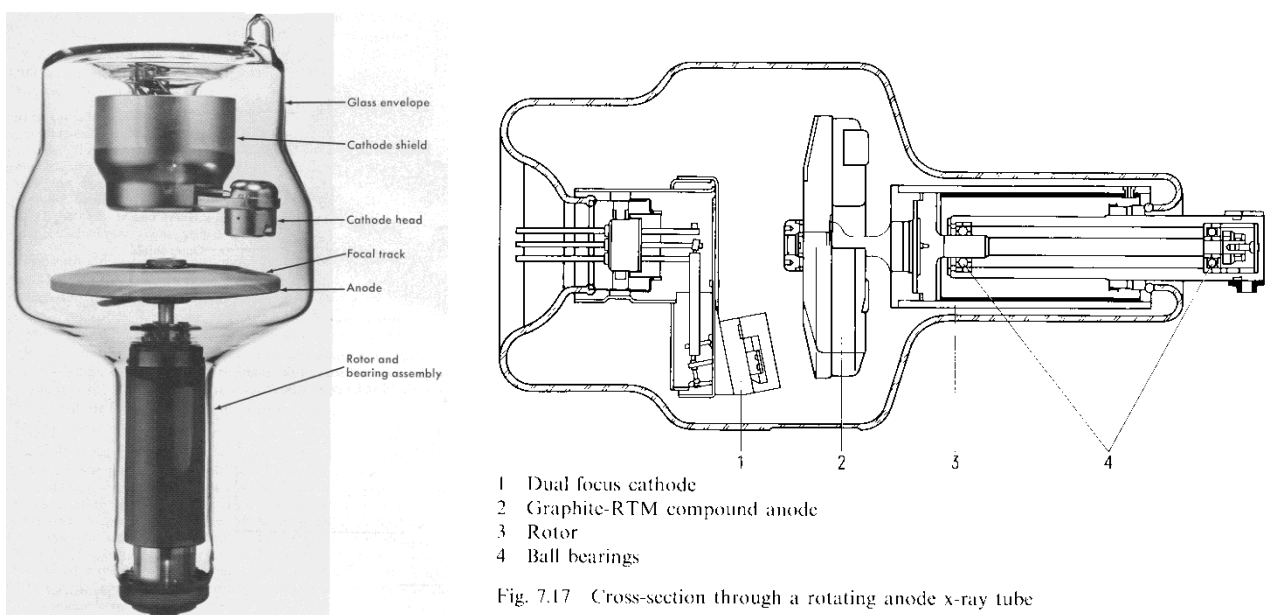 Glass envelope
Cathode shield
Cathode head
Focal track
Anode
Rotor and
bearing assembly
1 2 3 4
1 Dual focus cathode
2 Graphite-RTM compound anode
3 Rotor
4 Ball bearings
Fig. 7.17 Cross-section through a rotating anode x-ray tube